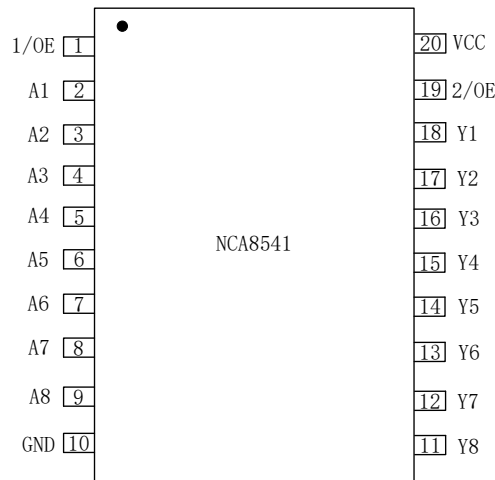 1/OE 1 20 VCC
A1 2 19 2/OE
A2 3 18 Y1
A3 4 17 Y2
A4 5 16 Y3
NCA8541
A5 6 15 Y4
A6 7 14 Y5
A7 8 13 Y6
A8 9 12 Y7
GND 10 11 Y8